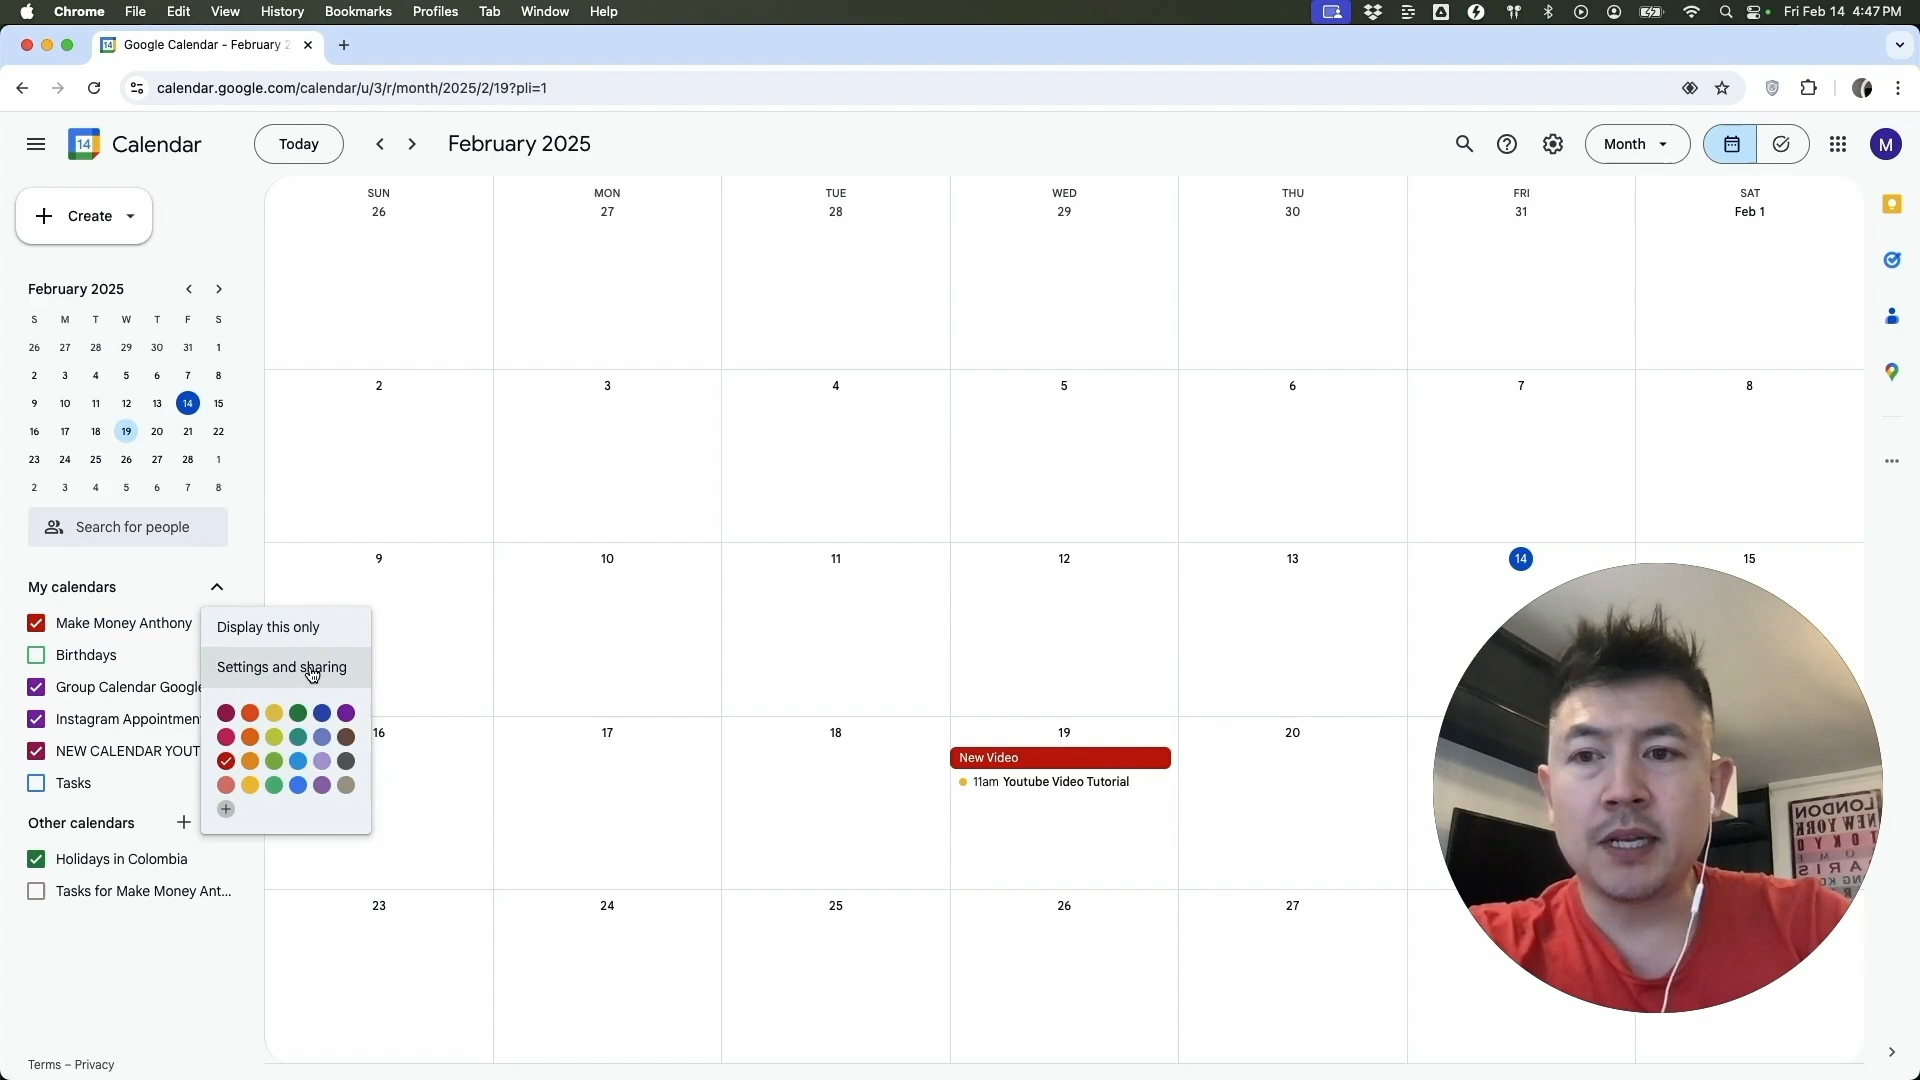 Chrome File Edit View History Bookmarks Profiles Tab Window Help Fri Feb 14 4:47 PM
Google Calendar - February 2
calendar.google.com/calendar/u/3/r/month/2025/2/19?pli=1
14 Calendar Today February 2025 Month M
Create
February 2025
S M T W T F S
26 27 28 29 30 31 1
2 3 4 5 6 7 8
9 10 11 12 13 14 15
16 17 18 19 20 21 22
23 24 25 26 27 28 1
2 3 4 5 6 7 8
Search for people
My calendars
Make Money Anthony
Birthdays
Group Calendar Google
Instagram Appointmen
NEW CALENDAR YOUT
Tasks
Other calendars
Holidays in Colombia
Tasks for Make Money Ant...
Terms – Privacy
Display this only
Settings and sharing
SUN MON TUE WED THU FRI SAT
26 27 28 29 30 31 Feb 1
2 3 4 5 6 7 8
9 10 11 12 13 14 15
16 17 18 19 20
New Video
11am Youtube Video Tutorial
23 24 25 26 27
LONDON
NEW YORK
TOKYO
PARIS